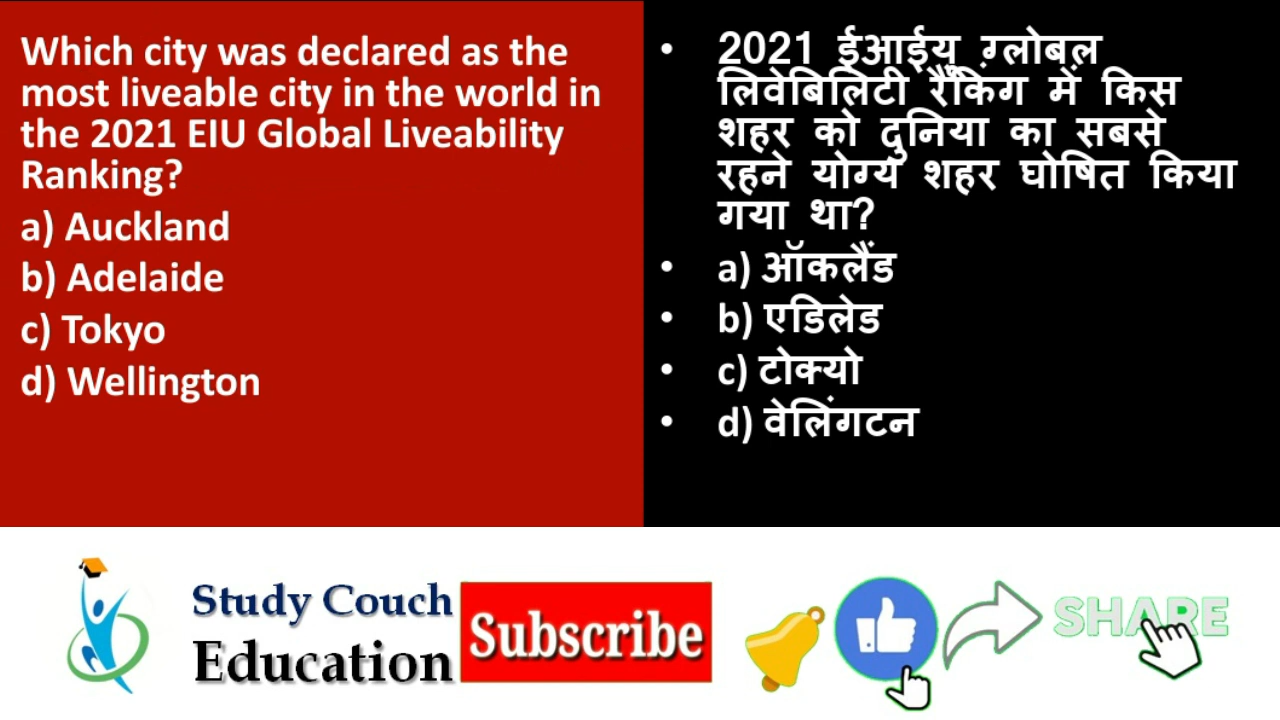 Which city was declared as the
most liveable city in the world in
the 2021 EIU Global Liveability
Ranking?
a) Auckland
b) Adelaide
c) Tokyo
d) Wellington
• 2021 ईआईयू ग्लोबल
लिवेबिलिटी रैंकिंग में किस
शहर को दुनिया का सबसे
रहने योग्य शहर घोषित किया
गया था?
• a) ऑकलैंड
• b) एडिलेड
• c) टोक्यो
• d) वेलिंगटन
Study Couch
Education
Subscribe
SHARE